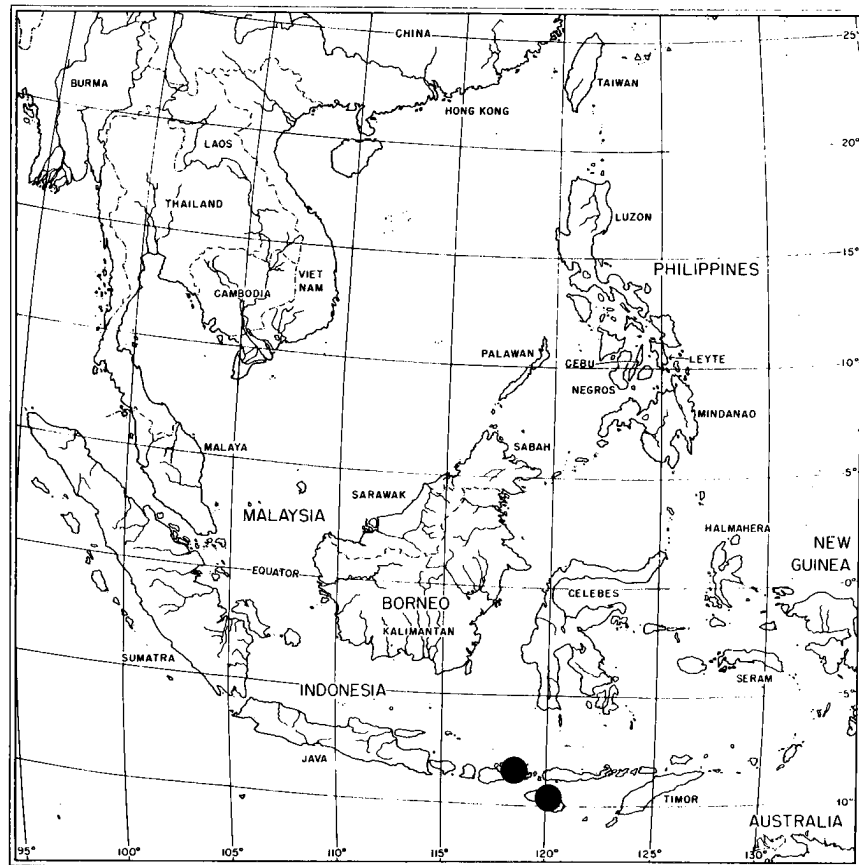 CHINA
25°
BURMA
TAIWAN
HONG KONG
LAOS
20°
THAILAND
LUZON
15°
VIET
NAM
PHILIPPINES
CAMBODIA
PALAWAN
CEBU
LEYTE
10°
NEGROS
MINDANAO
MALAYA
SABAH
5°
SARAWAK
MALAYSIA
HALMAHERA
NEW
GUINEA
EQUATOR
0°
CELEBES
BORNEO
KALIMANTAN
SUMATRA
SERAM
INDONESIA
5°
JAVA
TIMOR
10°
AUSTRALIA
95° 100° 105° 110° 115° 120° 125° 130°